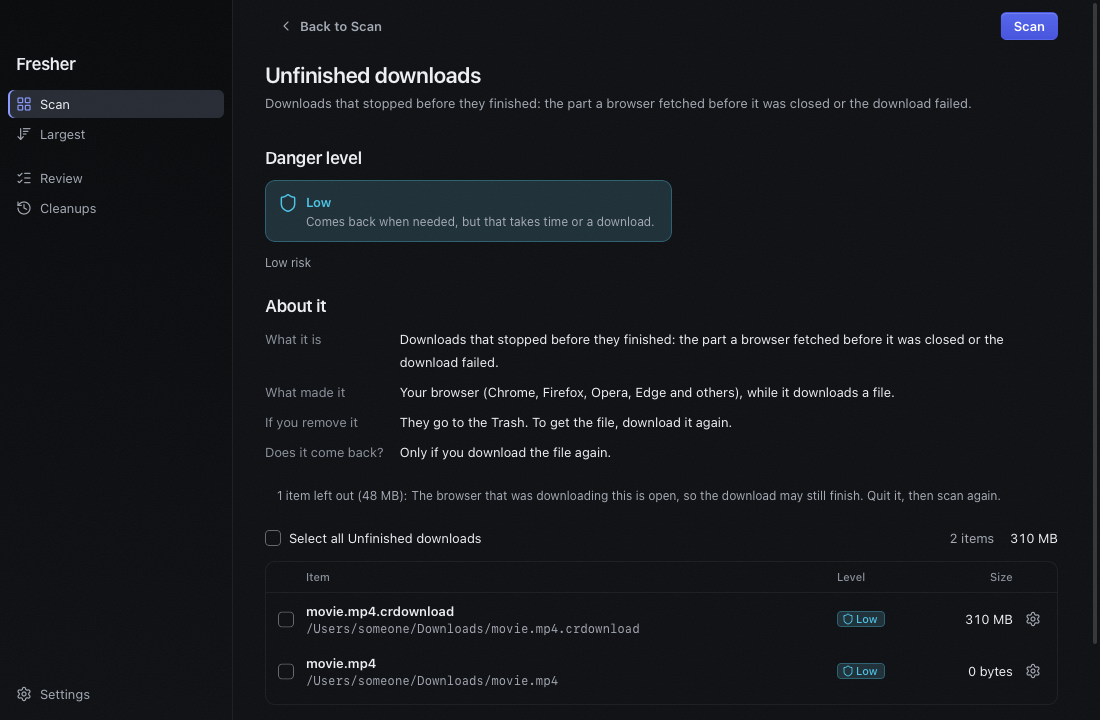 Back to Scan
Scan
Fresher
Scan
Largest
Review
Cleanups
Settings
Unfinished downloads
Downloads that stopped before they finished: the part a browser fetched before it was closed or the download failed.
Danger level
Low
Comes back when needed, but that takes time or a download.
Low risk
About it
What it is
Downloads that stopped before they finished: the part a browser fetched before it was closed or the
download failed.
What made it
Your browser (Chrome, Firefox, Opera, Edge and others), while it downloads a file.
If you remove it
They go to the Trash. To get the file, download it again.
Does it come back?
Only if you download the file again.
1 item left out (48 MB): The browser that was downloading this is open, so the download may still finish. Quit it, then scan again.
Select all Unfinished downloads
2 items
310 MB
Item
Level
Size
movie.mp4.crdownload
/Users/someone/Downloads/movie.mp4.crdownload
Low
310 MB
movie.mp4
/Users/someone/Downloads/movie.mp4
Low
0 bytes